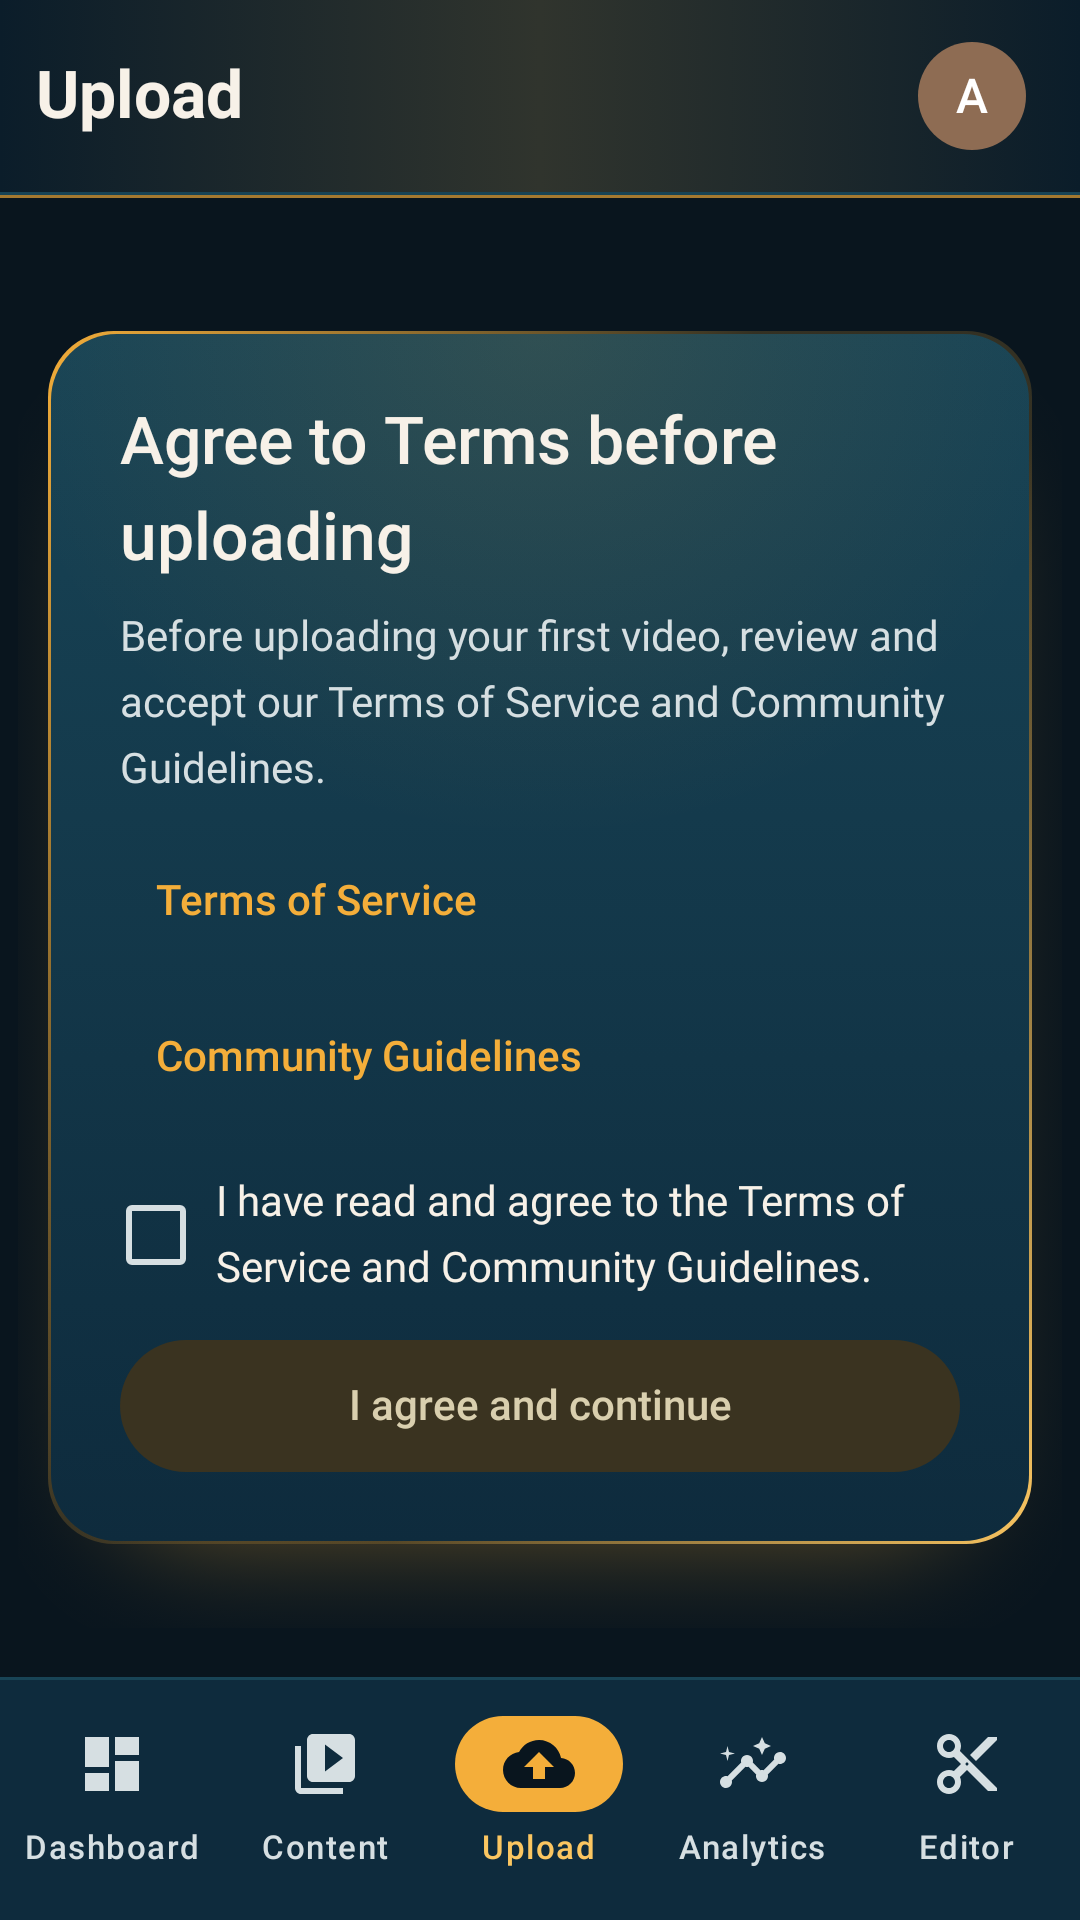 Upload
A
Agree to Terms before
uploading
Before uploading your first video, review and
accept our Terms of Service and Community
Guidelines.
Terms of Service
Community Guidelines
I have read and agree to the Terms of
Service and Community Guidelines.
I agree and continue
Dashboard
Content
Upload
Analytics
Editor